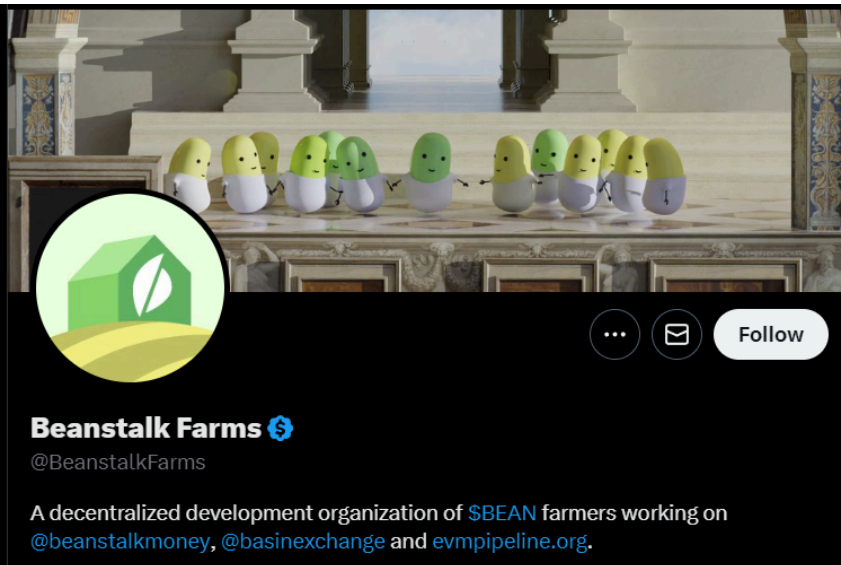 Follow
Beanstalk Farms
@BeanstalkFarms
A decentralized development organization of $BEAN farmers working on
@beanstalkmoney, @basinexchange and evmpipeline.org.